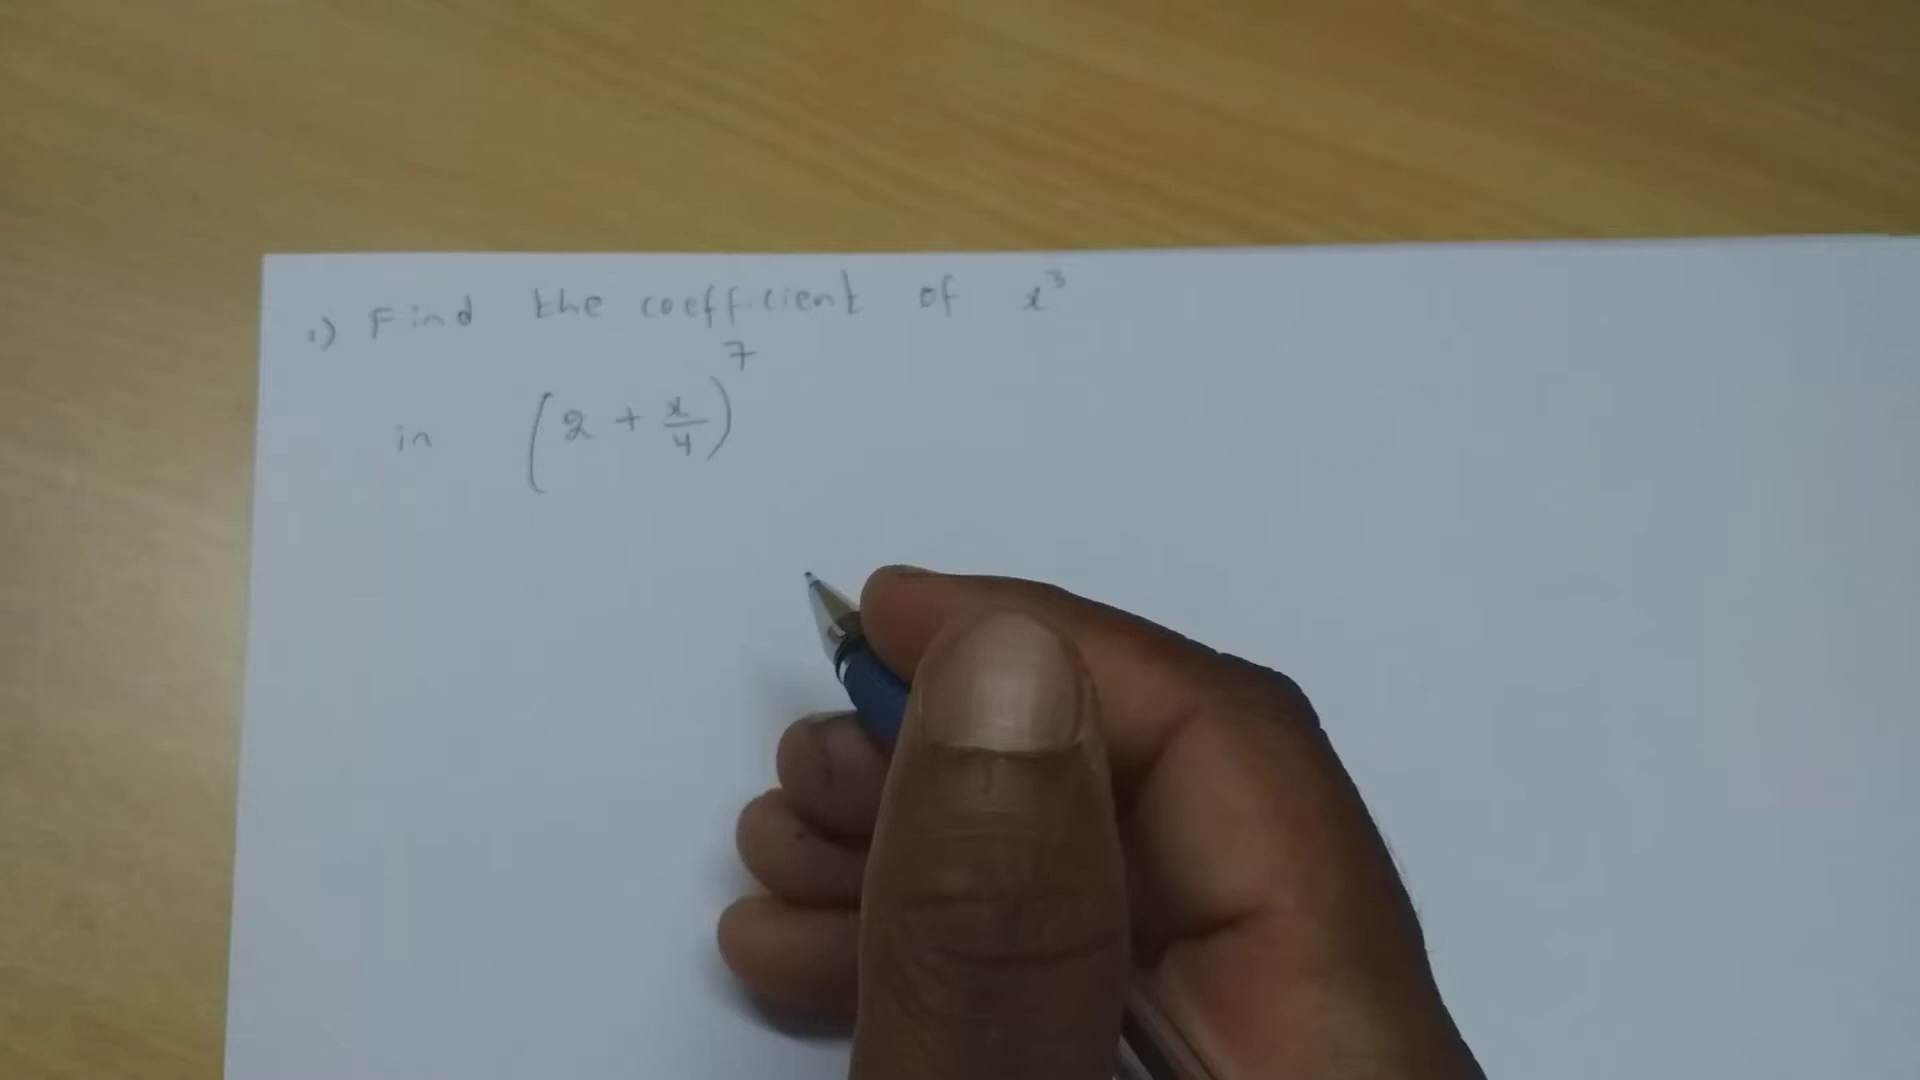 1) Find the coefficient of x³
in (2 + x/4)⁷